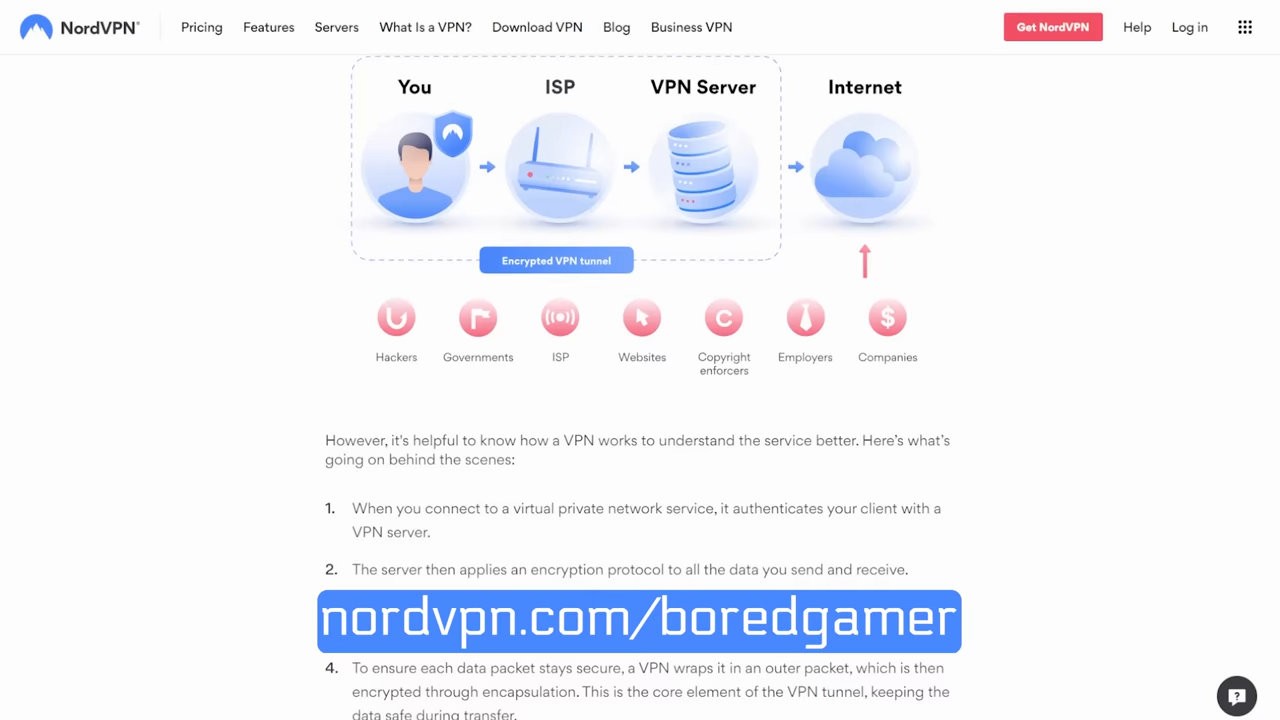 NordVPN®
Pricing
Features
Servers
What Is a VPN?
Download VPN
Blog
Business VPN
Get NordVPN
Help
Log in
You
ISP
VPN Server
Internet
Encrypted VPN tunnel
Hackers
Governments
ISP
Websites
Copyright
enforcers
Employers
Companies
However, it's helpful to know how a VPN works to understand the service better. Here's what's
going on behind the scenes:
1. When you connect to a virtual private network service, it authenticates your client with a
VPN server.
2. The server then applies an encryption protocol to all the data you send and receive.
nordvpn.com/boredgamer
4. To ensure each data packet stays secure, a VPN wraps it in an outer packet, which is then
encrypted through encapsulation. This is the core element of the VPN tunnel, keeping the
data safe during transfer.